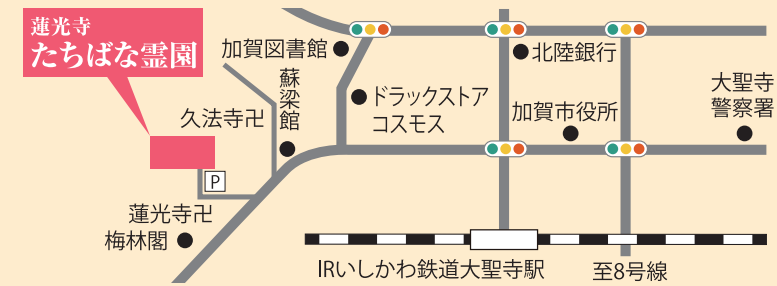 蓮光寺
たちばな霊園
加賀図書館
蘇梁館
久法寺卍
P
蓮光寺卍
梅林閣
ドラックストア
コスモス
北陸銀行
加賀市役所
大聖寺
警察署
IRいしかわ鉄道大聖寺駅
至8号線